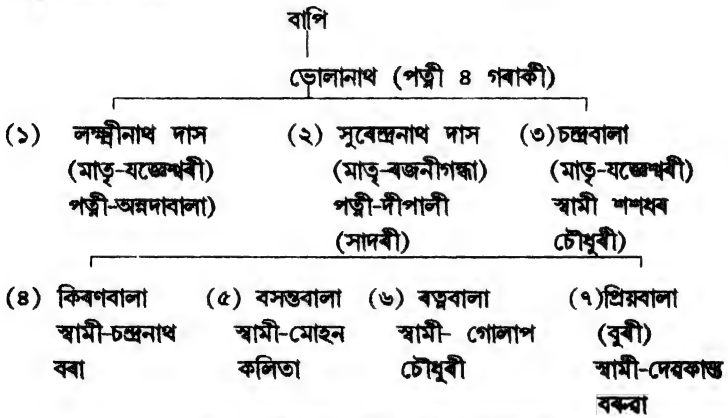 বাপি
ভোলানাথ (পত্নী ৪ গৰাকী)
(১) লক্ষ্মীনাথ দাস (২) সুৰেন্দ্ৰনাথ দাস (৩) চন্দ্ৰবালা
(মাতৃ-যজ্ঞেশ্বৰী) (মাতৃ-ৰজনীগন্ধা) (মাতৃ-যজ্ঞেশ্বৰী)
পত্নী-অন্নদাবালা) পত্নী-দীপালী স্বামী শশধৰ
(সাদৰী) চৌধুৰী)
(৪) কিৰণবালা (৫) বসন্তবালা (৬) ৰত্নবালা (৭) প্ৰিয়বালা
স্বামী-চন্দ্ৰনাথ স্বামী-মোহন স্বামী- গোলাপ (বুৰী)
বৰা কলিতা চৌধুৰী স্বামী-দেৱকান্ত
বৰুৱা